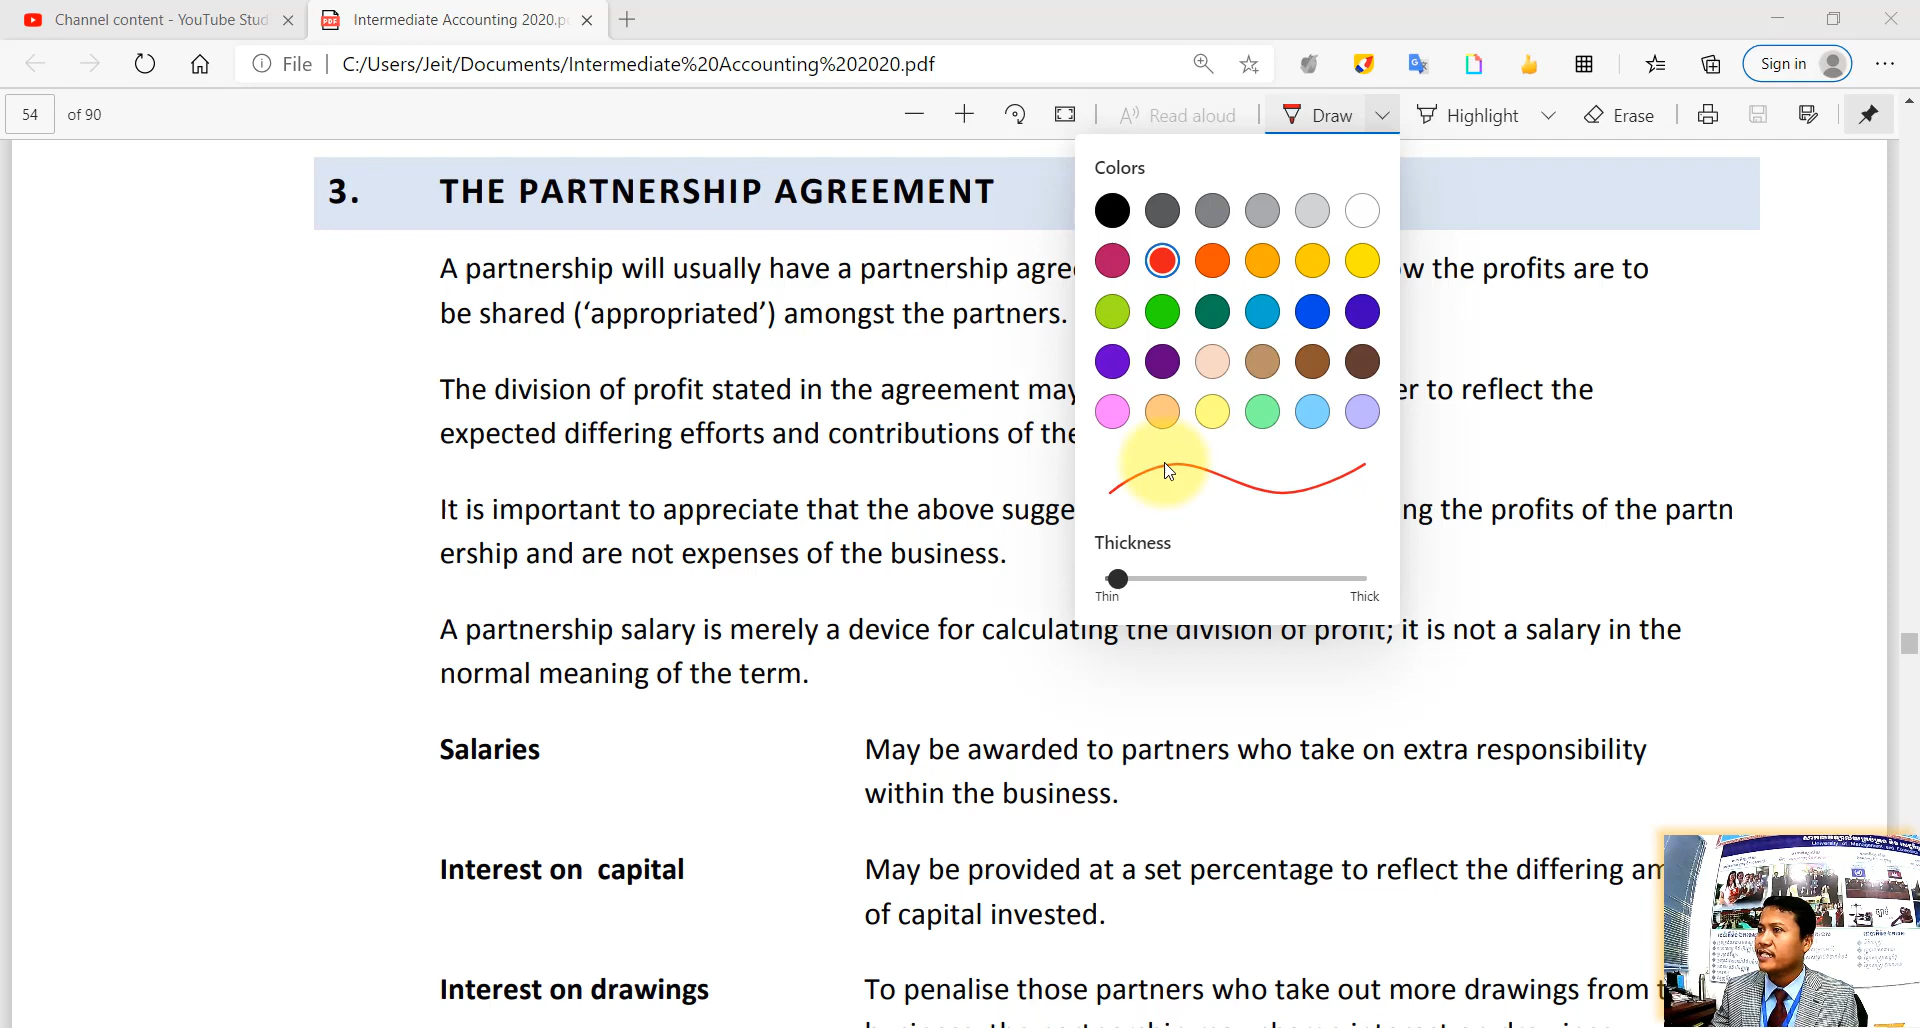 Channel content - YouTube Stud
Intermediate Accounting 2020.p
File
C:/Users/Jeit/Documents/Intermediate%20Accounting%202020.pdf
Sign in
54 of 90
Read aloud
Draw
Highlight
Erase
Colors
Thickness
Thin
Thick
3. THE PARTNERSHIP AGREEMENT
A partnership will usually have a partnership agre w the profits are to
be shared (‘appropriated’) amongst the partners.
The division of profit stated in the agreement may er to reflect the
expected differing efforts and contributions of the
It is important to appreciate that the above sugge ng the profits of the partn
ership and are not expenses of the business.
A partnership salary is merely a device for calculating the division of profit; it is not a salary in the
normal meaning of the term.
Salaries May be awarded to partners who take on extra responsibility
within the business.
Interest on capital May be provided at a set percentage to reflect the differing am
of capital invested.
Interest on drawings To penalise those partners who take out more drawings from t
University of Management and